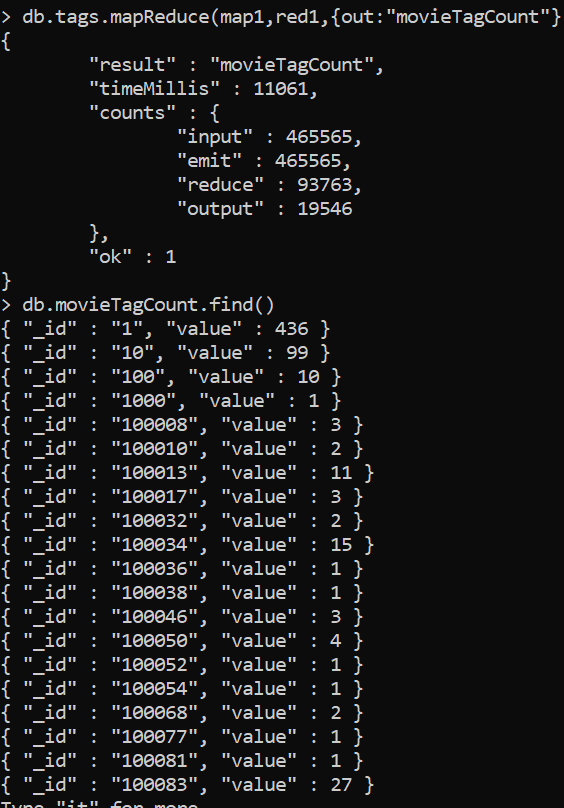 > db.tags.mapReduce(map1,red1,{out:"movieTagCount"}
{
        "result" : "movieTagCount",
        "timeMillis" : 11061,
        "counts" : {
                "input" : 465565,
                "emit" : 465565,
                "reduce" : 93763,
                "output" : 19546
        },
        "ok" : 1
}
> db.movieTagCount.find()
{ "_id" : "1", "value" : 436 }
{ "_id" : "10", "value" : 99 }
{ "_id" : "100", "value" : 10 }
{ "_id" : "1000", "value" : 1 }
{ "_id" : "100008", "value" : 3 }
{ "_id" : "100010", "value" : 2 }
{ "_id" : "100013", "value" : 11 }
{ "_id" : "100017", "value" : 3 }
{ "_id" : "100032", "value" : 2 }
{ "_id" : "100034", "value" : 15 }
{ "_id" : "100036", "value" : 1 }
{ "_id" : "100038", "value" : 1 }
{ "_id" : "100046", "value" : 3 }
{ "_id" : "100050", "value" : 4 }
{ "_id" : "100052", "value" : 1 }
{ "_id" : "100054", "value" : 1 }
{ "_id" : "100068", "value" : 2 }
{ "_id" : "100077", "value" : 1 }
{ "_id" : "100081", "value" : 1 }
{ "_id" : "100083", "value" : 27 }
Type "it" for more